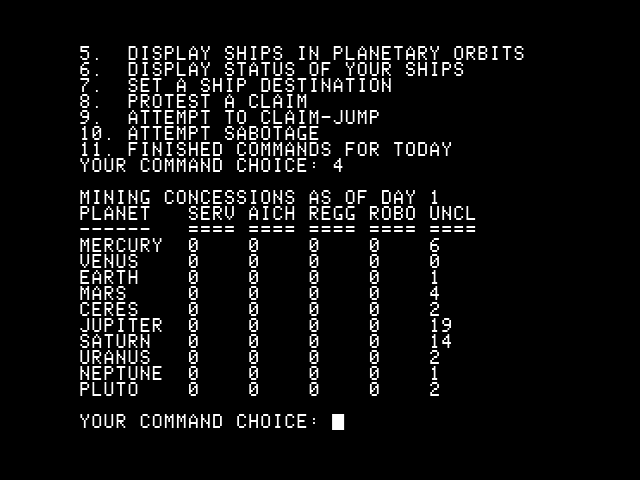 5.  DISPLAY SHIPS IN PLANETARY ORBITS
6.  DISPLAY STATUS OF YOUR SHIPS
7.  SET A SHIP DESTINATION
8.  PROTEST A CLAIM
9.  ATTEMPT TO CLAIM-JUMP
10. ATTEMPT SABOTAGE
11. FINISHED COMMANDS FOR TODAY
YOUR COMMAND CHOICE: 4
MINING CONCESSIONS AS OF DAY 1
PLANET   SERV AICH REGG ROBO UNCL
------   ==== ==== ==== ==== ====
MERCURY  0    0    0    0    6
VENUS    0    0    0    0    0
EARTH    0    0    0    0    1
MARS     0    0    0    0    4
CERES    0    0    0    0    2
JUPITER  0    0    0    0    19
SATURN   0    0    0    0    14
URANUS   0    0    0    0    2
NEPTUNE  0    0    0    0    1
PLUTO    0    0    0    0    2
YOUR COMMAND CHOICE: